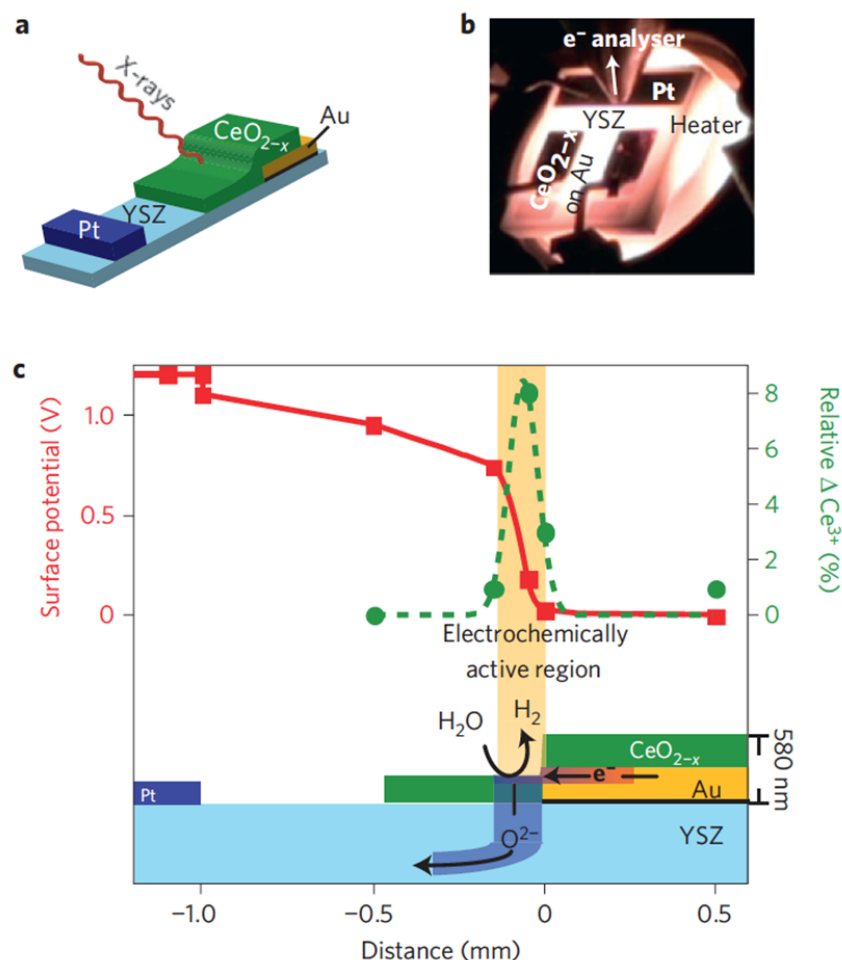 a
X-rays
CeO2−x
Au
YSZ
Pt
b
e− analyser
Pt
YSZ
Heater
CeO2−x
on Au
c
Surface potential (V)
1.0
0.5
0
8
6
4
2
0
Relative Δ Ce3+ (%)
Electrochemically
active region
H2O
H2
CeO2−x
580 nm
e−
Au
Pt
O2−
YSZ
−1.0
−0.5
0
0.5
Distance (mm)